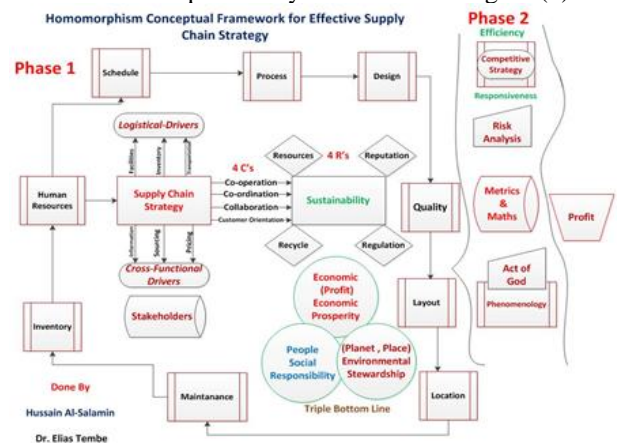 Homomorphism Conceptual Framework for Effective Supply
Chain Strategy
Phase 1
Phase 2
Efficiency
Competitive
Strategy
Responsiveness
Risk
Analysis
Metrics
&
Maths
Profit
Act of
God
Phenomenology
Schedule
Process
Design
Logistical-Drivers
Facilities
Inventory
Transportation
Human
Resources
Supply Chain
Strategy
4 C's
Co-operation
Co-ordination
Collaboration
Customer Orientation
Resources
4 R's
Reputation
Sustainability
Recycle
Regulation
Quality
Information
Sourcing
Pricing
Cross-Functional
Drivers
Stakeholders
Inventory
Economic
(Profit)
Economic
Prosperity
People
Social
Responsibility
(Planet , Place)
Environmental
Stewardship
Triple Bottom Line
Layout
Location
Maintanance
Done By
Hussain Al-Salamin
Dr. Elias Tembe